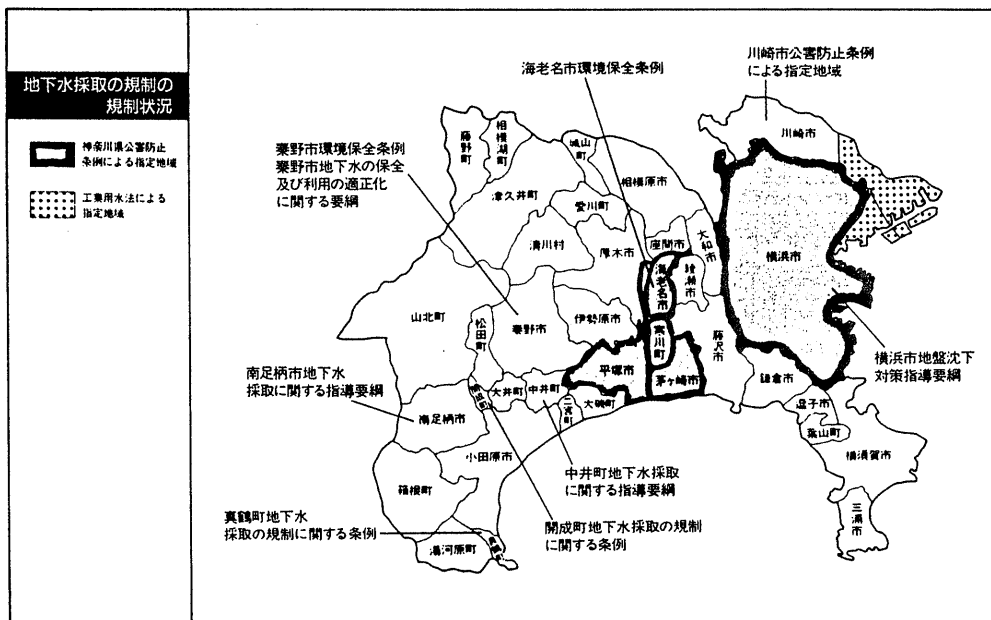 地下水採取の規制の
規制状況
神奈川県公害防止
条例による指定地域
工業用水法による
指定地域
海老名市環境保全条例
川崎市公害防止条例
による指定地域
秦野市環境保全条例
秦野市地下水の保全
及び利用の適正化
に関する要綱
川崎市
藤野町
相模湖町
城山町
相模原市
津久井町
愛川町
清川村
厚木市
座間市
大和市
海老名市
綾瀬市
横浜市
山北町
松田町
秦野市
伊勢原市
寒川町
藤沢市
横浜市地盤沈下
対策指導要綱
南足柄市地下水
採取に関する指導要綱
平塚市
茅ヶ崎市
鎌倉市
開成町
大井町
中井町
二宮町
大磯町
逗子市
葉山町
南足柄市
小田原市
横須賀市
箱根町
中井町地下水採取
に関する指導要綱
三浦市
真鶴町地下水
採取の規制に関する条例
開成町地下水採取の規制
に関する条例
湯河原町
真鶴町